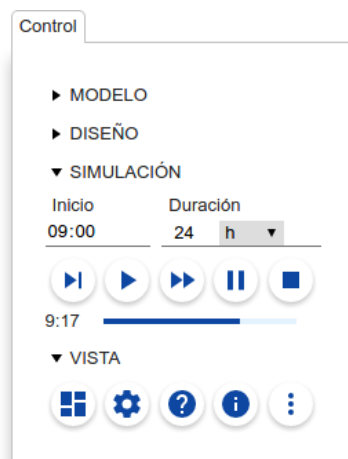 Control
MODELO
DISEÑO
SIMULACIÓN
Inicio Duración
09:00 24 h
9:17
VISTA